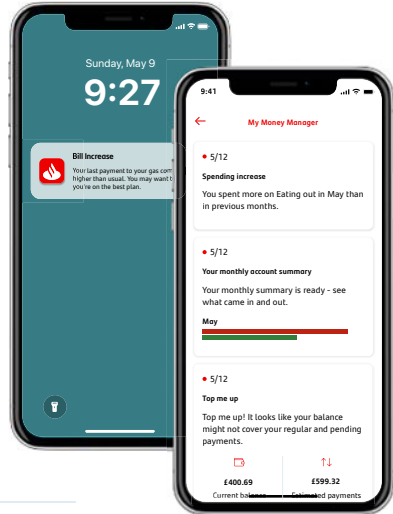 Sunday, May 9
9:27
Bill Increase
Your last payment to your gas com
higher than usual. You may want t
you're on the best plan.
9:41
My Money Manager
5/12
Spending increase
You spent more on Eating out in May than
in previous months.
5/12
Your monthly account summary
Your monthly summary is ready - see
what came in and out.
May
5/12
Top me up
Top me up! It looks like your balance
might not cover your regular and pending
payments.
£400.69 £599.32
Current balance Estimated payments